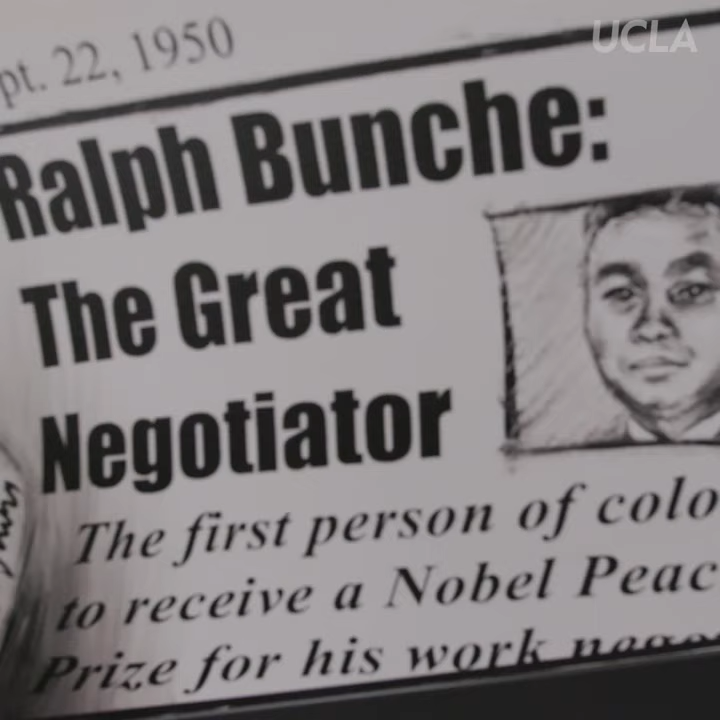 UCLA
pt. 22, 1950
Ralph Bunche:
The Great
Negotiator
The first person of colo
to receive a Nobel Peac
Prize for his work nego